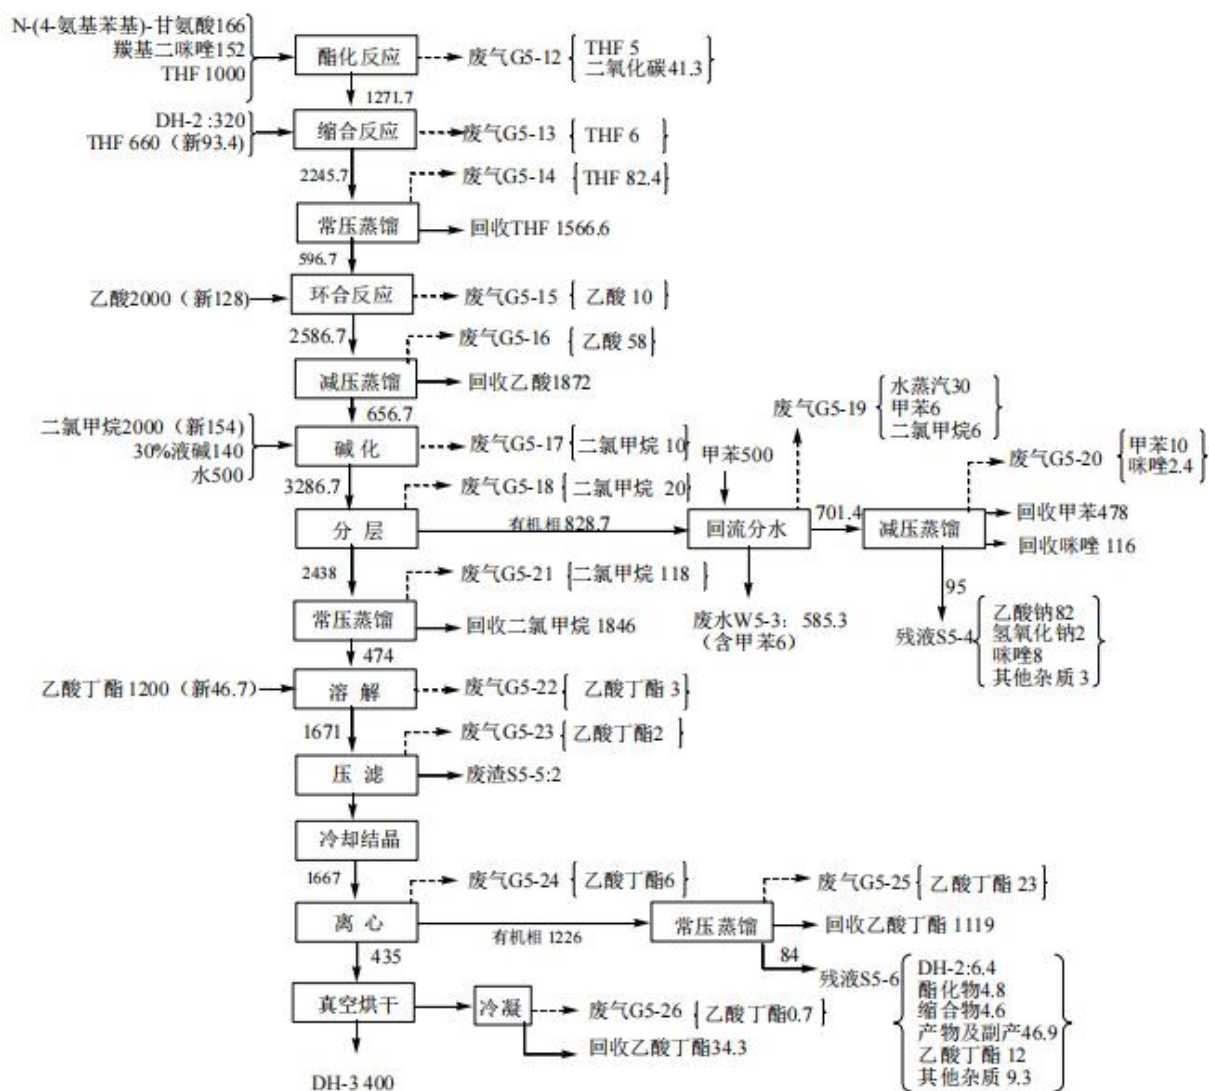 N-(4-氨基苯基)-甘氨酸166
羰基二咪唑152
THF 1000
酯化反应
废气G5-12
THF 5
二氧化碳41.3
1271.7
DH-2 :320
THF 660（新93.4）
缩合反应
废气G5-13
THF 6
2245.7
废气G5-14
THF 82.4
常压蒸馏
回收THF 1566.6
596.7
乙酸2000（新128）
环合反应
废气G5-15
乙酸 10
2586.7
废气G5-16
乙酸 58
减压蒸馏
回收乙酸1872
656.7
二氯甲烷2000（新154）
30%液碱140
水500
碱化
废气G5-17
二氯甲烷 10
3286.7
废气G5-18
二氯甲烷 20
分层
有机相 828.7
甲苯500
废气G5-19
水蒸汽30
甲苯6
二氯甲烷6
回流分水
701.4
废气G5-20
甲苯10
咪唑2.4
减压蒸馏
回收甲苯478
回收咪唑 116
废水W5-3：585.3
（含甲苯6）
95
残液S5-4
乙酸钠82
氢氧化钠2
咪唑8
其他杂质 3
2438
废气G5-21
二氯甲烷 118
常压蒸馏
回收二氯甲烷 1846
474
乙酸丁酯 1200（新46.7）
溶解
废气G5-22
乙酸丁酯 3
1671
废气G5-23
乙酸丁酯2
压滤
废渣S5-5:2
冷却结晶
1667
废气G5-24
乙酸丁酯6
离心
有机相 1226
废气G5-25
乙酸丁酯 23
常压蒸馏
回收乙酸丁酯 1119
84
残液S5-6
DH-2:6.4
酯化物4.8
缩合物4.6
产物及副产46.9
乙酸丁酯 12
其他杂质 9.3
435
真空烘干
冷凝
废气G5-26
乙酸丁酯0.7
回收乙酸丁酯34.3
DH-3 400